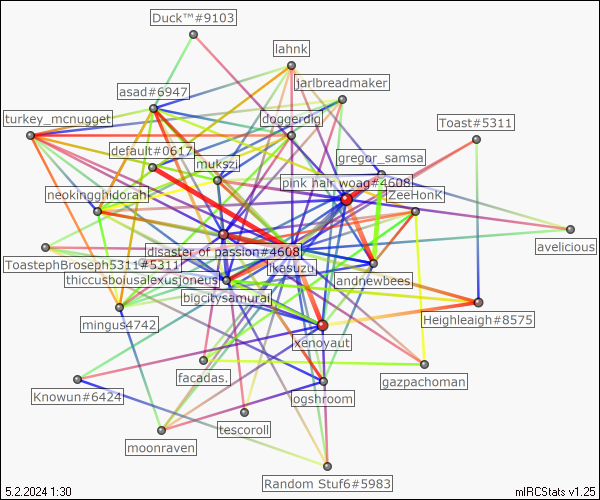 Duck™#9103
lahnk
jarlbreadmaker
asad#6947
turkey_mcnugget
doggerdig
Toast#5311
default#0617
mukszi
gregor_samsa
pink hair woag#4608
neokingghidorah
ZeeHonK
avelicious
disaster of passion#4608
ToastephBroseph5311#5311
Ikasuzu
thiccusboiusalexusjoneus
andnewbees
bigcitysamurai
mingus4742
Heighleaigh#8575
xenoyaut
facadas.
gazpachoman
Knowun#6424
ogshroom
tescoroll
moonraven
Random Stuf6#5983
5.2.2024 1:30
mIRCStats v1.25